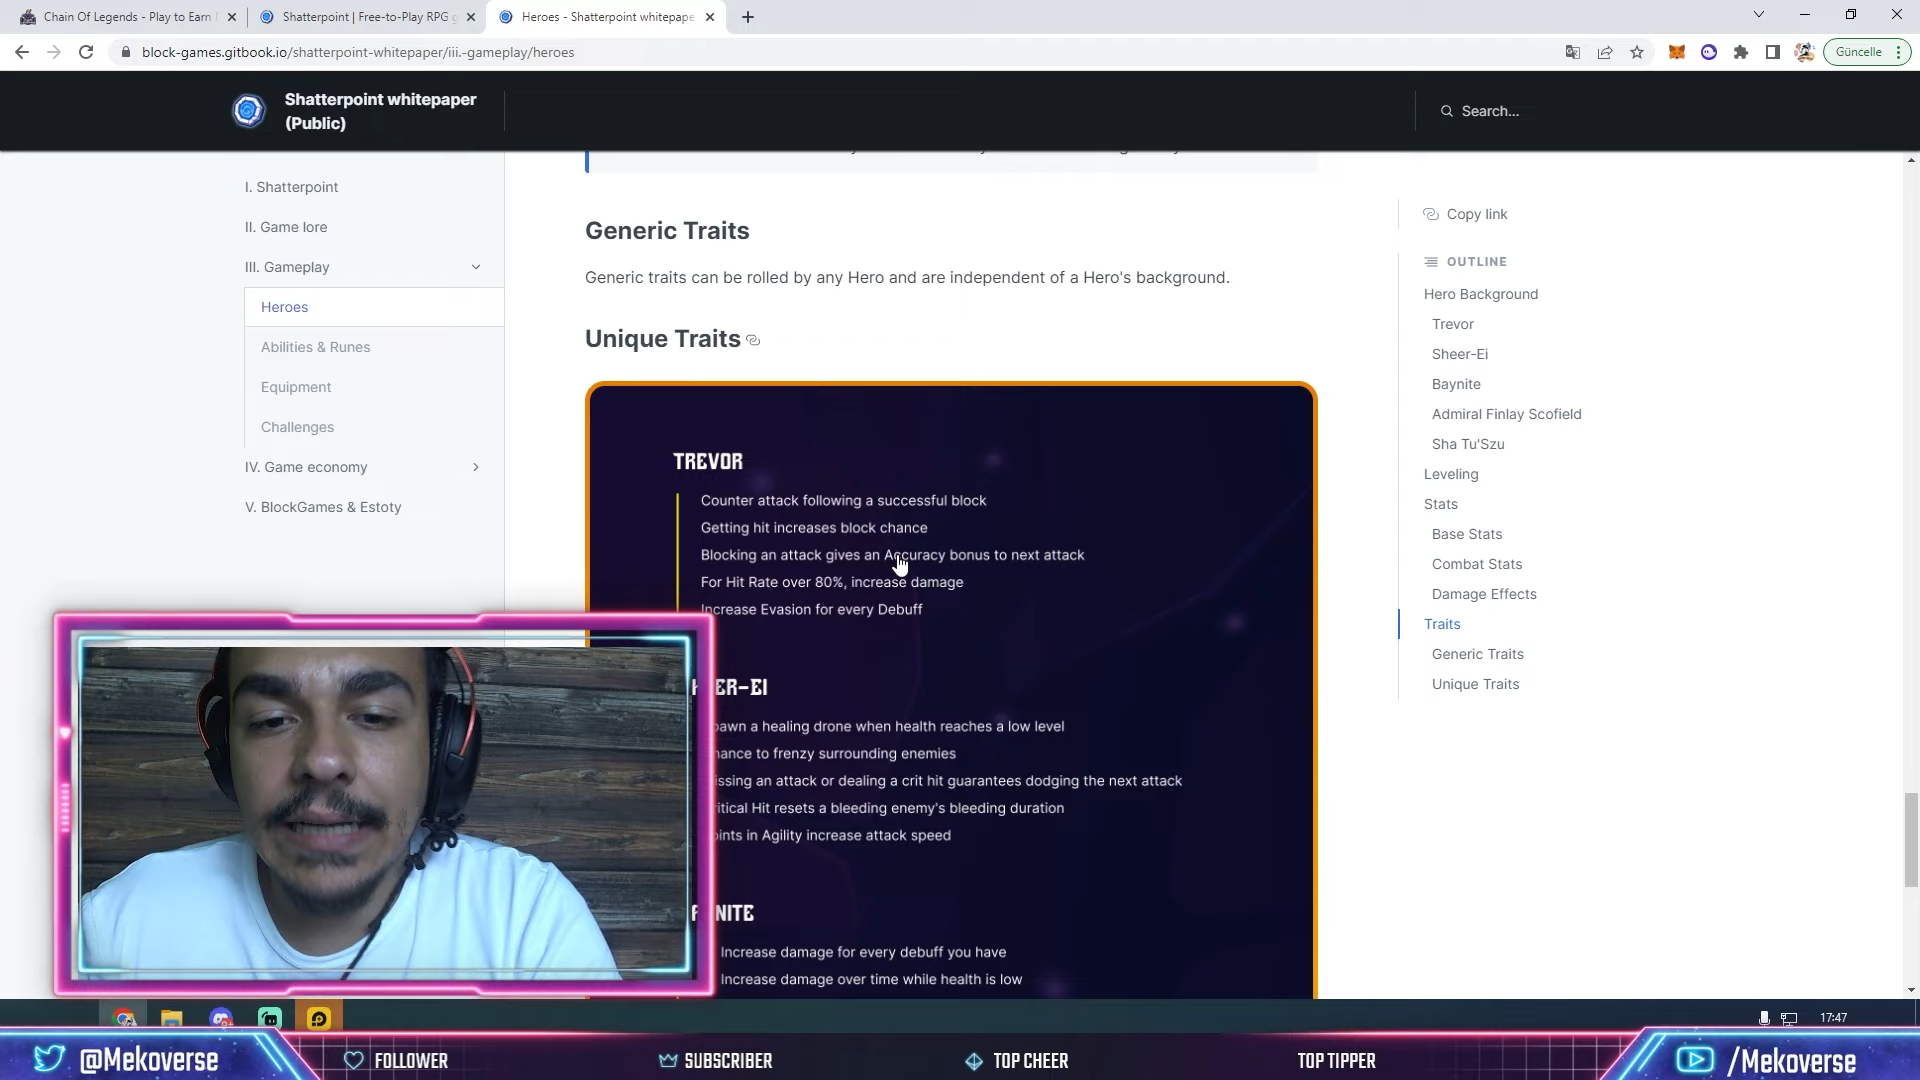 Chain Of Legends - Play to Earn
Shatterpoint | Free-to-Play RPG g
Heroes - Shatterpoint whitepape
block-games.gitbook.io/shatterpoint-whitepaper/iii.-gameplay/heroes
Güncelle
Shatterpoint whitepaper
(Public)
Search...
I. Shatterpoint
II. Game lore
III. Gameplay
Heroes
Abilities & Runes
Equipment
Challenges
IV. Game economy
V. BlockGames & Estoty
Generic Traits
Generic traits can be rolled by any Hero and are independent of a Hero's background.
Unique Traits
TREVOR
Counter attack following a successful block
Getting hit increases block chance
Blocking an attack gives an Accuracy bonus to next attack
For Hit Rate over 80%, increase damage
Increase Evasion for every Debuff
ER-EI
pawn a healing drone when health reaches a low level
hance to frenzy surrounding enemies
issing an attack or dealing a crit hit guarantees dodging the next attack
ritical Hit resets a bleeding enemy's bleeding duration
oints in Agility increase attack speed
NITE
Increase damage for every debuff you have
Increase damage over time while health is low
Copy link
OUTLINE
Hero Background
Trevor
Sheer-Ei
Baynite
Admiral Finlay Scofield
Sha Tu'Szu
Leveling
Stats
Base Stats
Combat Stats
Damage Effects
Traits
Generic Traits
Unique Traits
17:47
@Mekoverse
FOLLOWER
SUBSCRIBER
TOP CHEER
TOP TIPPER
/Mekoverse